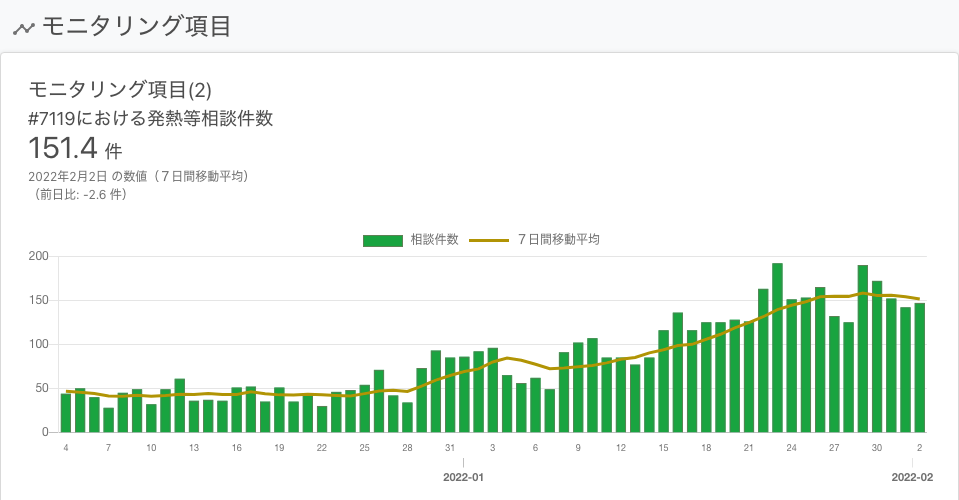 モニタリング項目
モニタリング項目(2)
#7119における発熱等相談件数
151.4 件
2022年2月2日 の数値（７日間移動平均）
（前日比: -2.6 件）
相談件数 ７日間移動平均
200
150
100
50
0
4 7 10 13 16 19 22 25 28 31 3 6 9 12 15 18 21 24 27 30 2
2022-01 2022-02